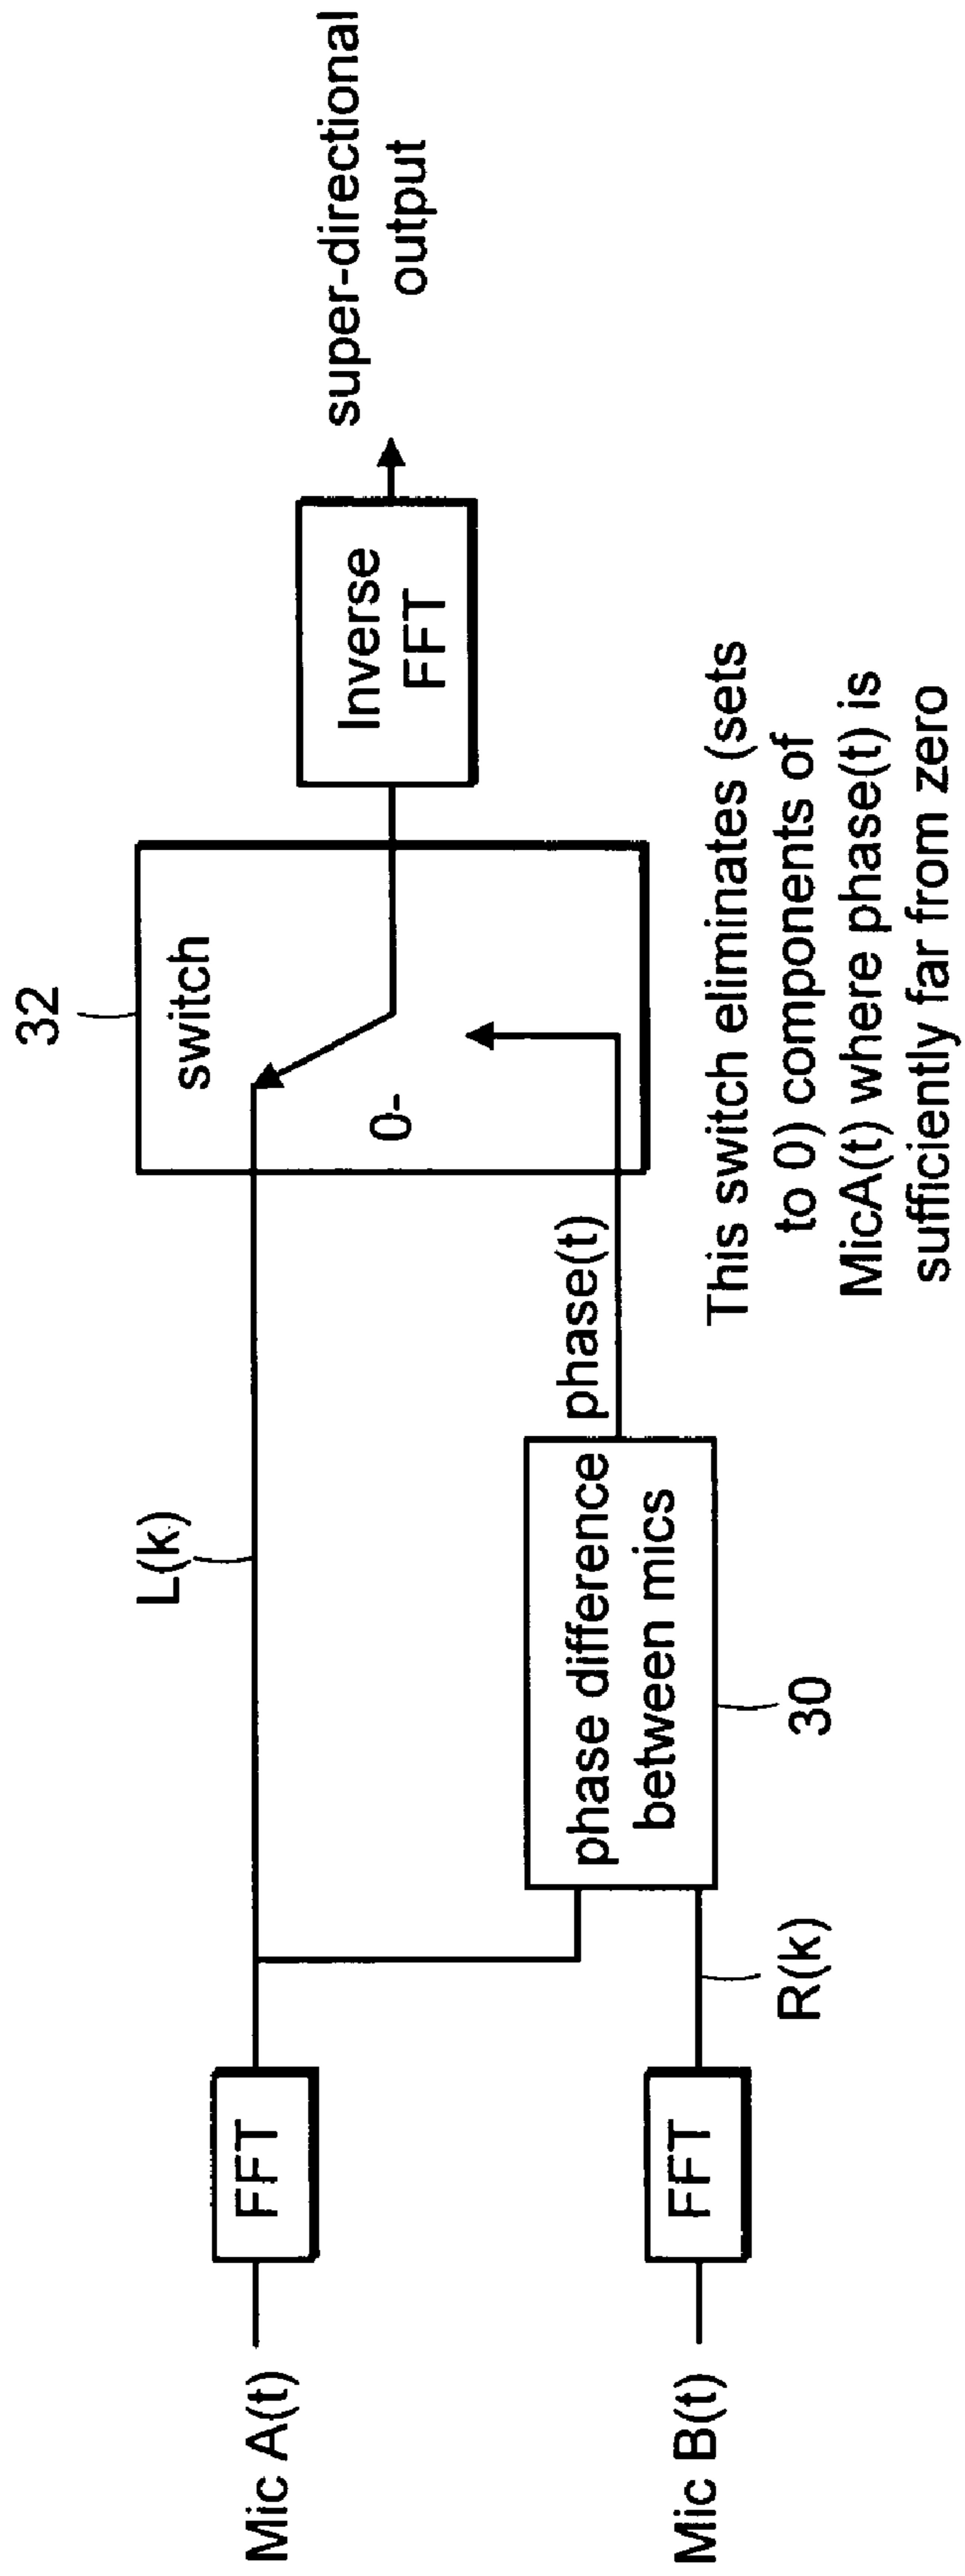 Mic A(t)
FFT
L(k)
32
switch
0-
Inverse
FFT
super-directional
output
Mic B(t)
FFT
R(k)
phase difference
between mics
30
phase(t)
This switch eliminates (sets
to 0) components of
MicA(t) where phase(t) is
sufficiently far from zero